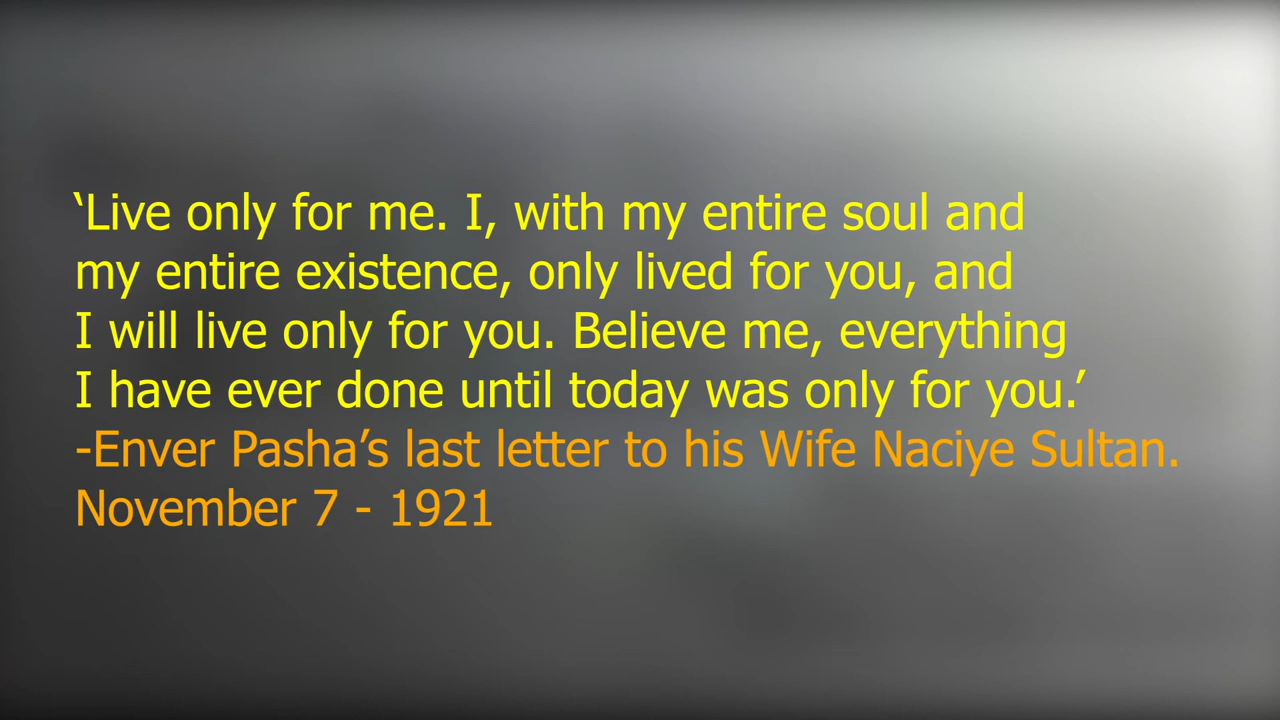 ‘Live only for me. I, with my entire soul and
my entire existence, only lived for you, and
I will live only for you. Believe me, everything
I have ever done until today was only for you.’
-Enver Pasha’s last letter to his Wife Naciye Sultan.
November 7 - 1921